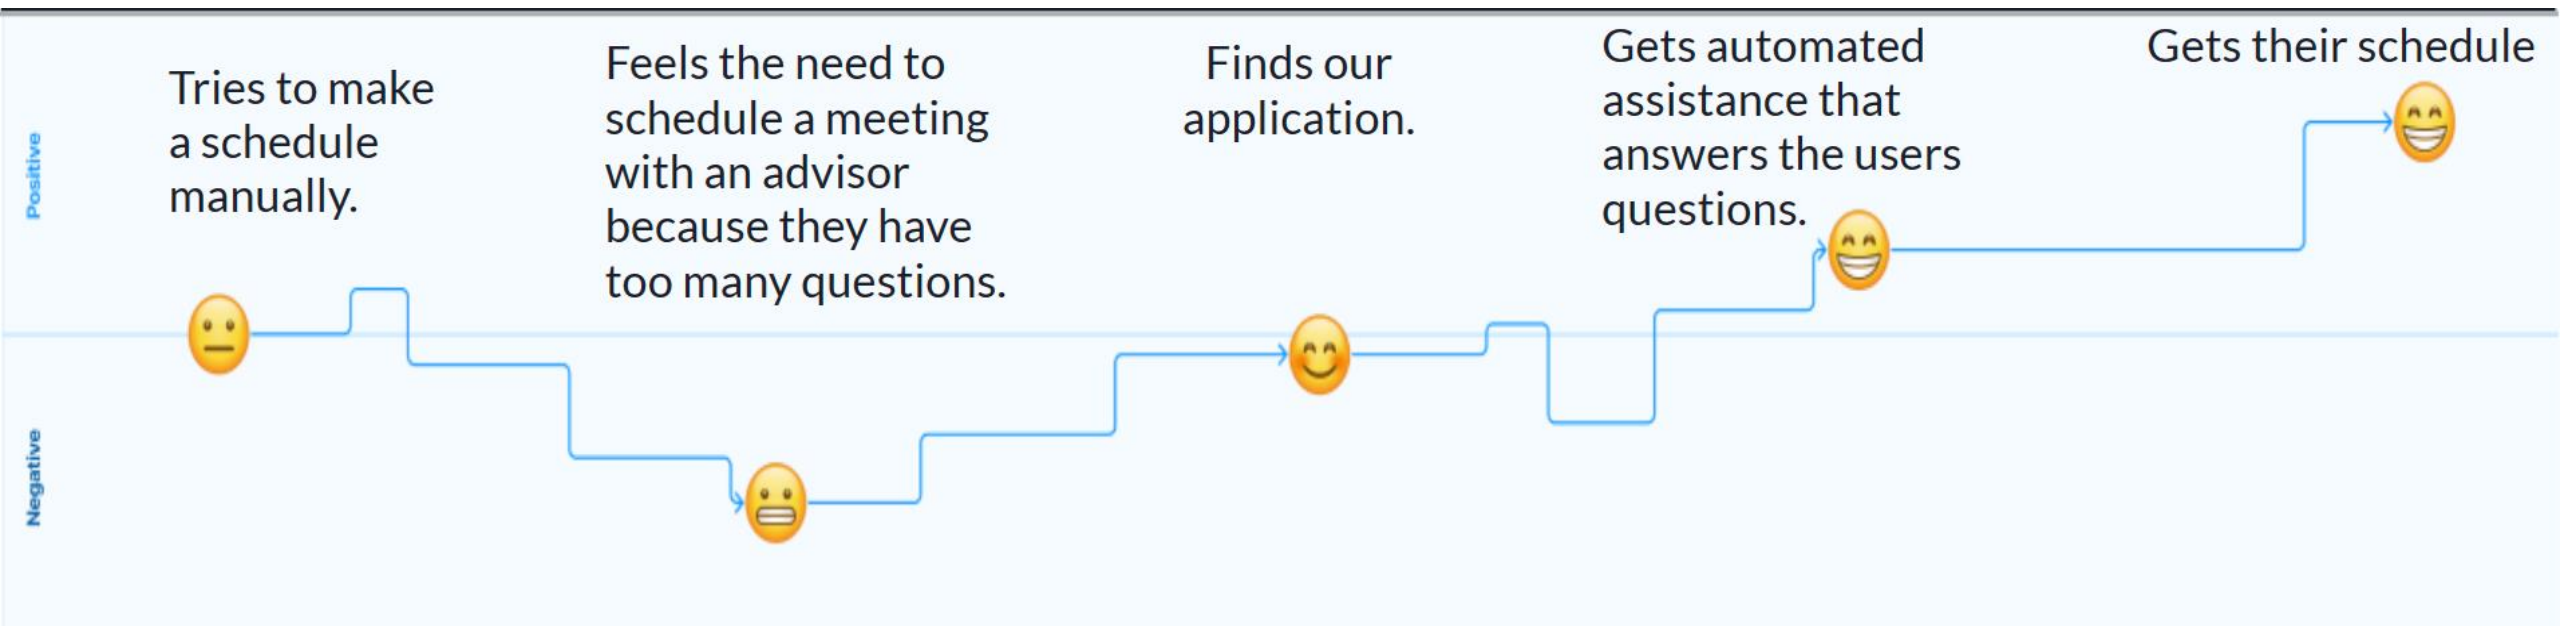 Positive
Negative
Tries to make
a schedule
manually.
Feels the need to
schedule a meeting
with an advisor
because they have
too many questions.
Finds our
application.
Gets automated
assistance that
answers the users
questions.
Gets their schedule